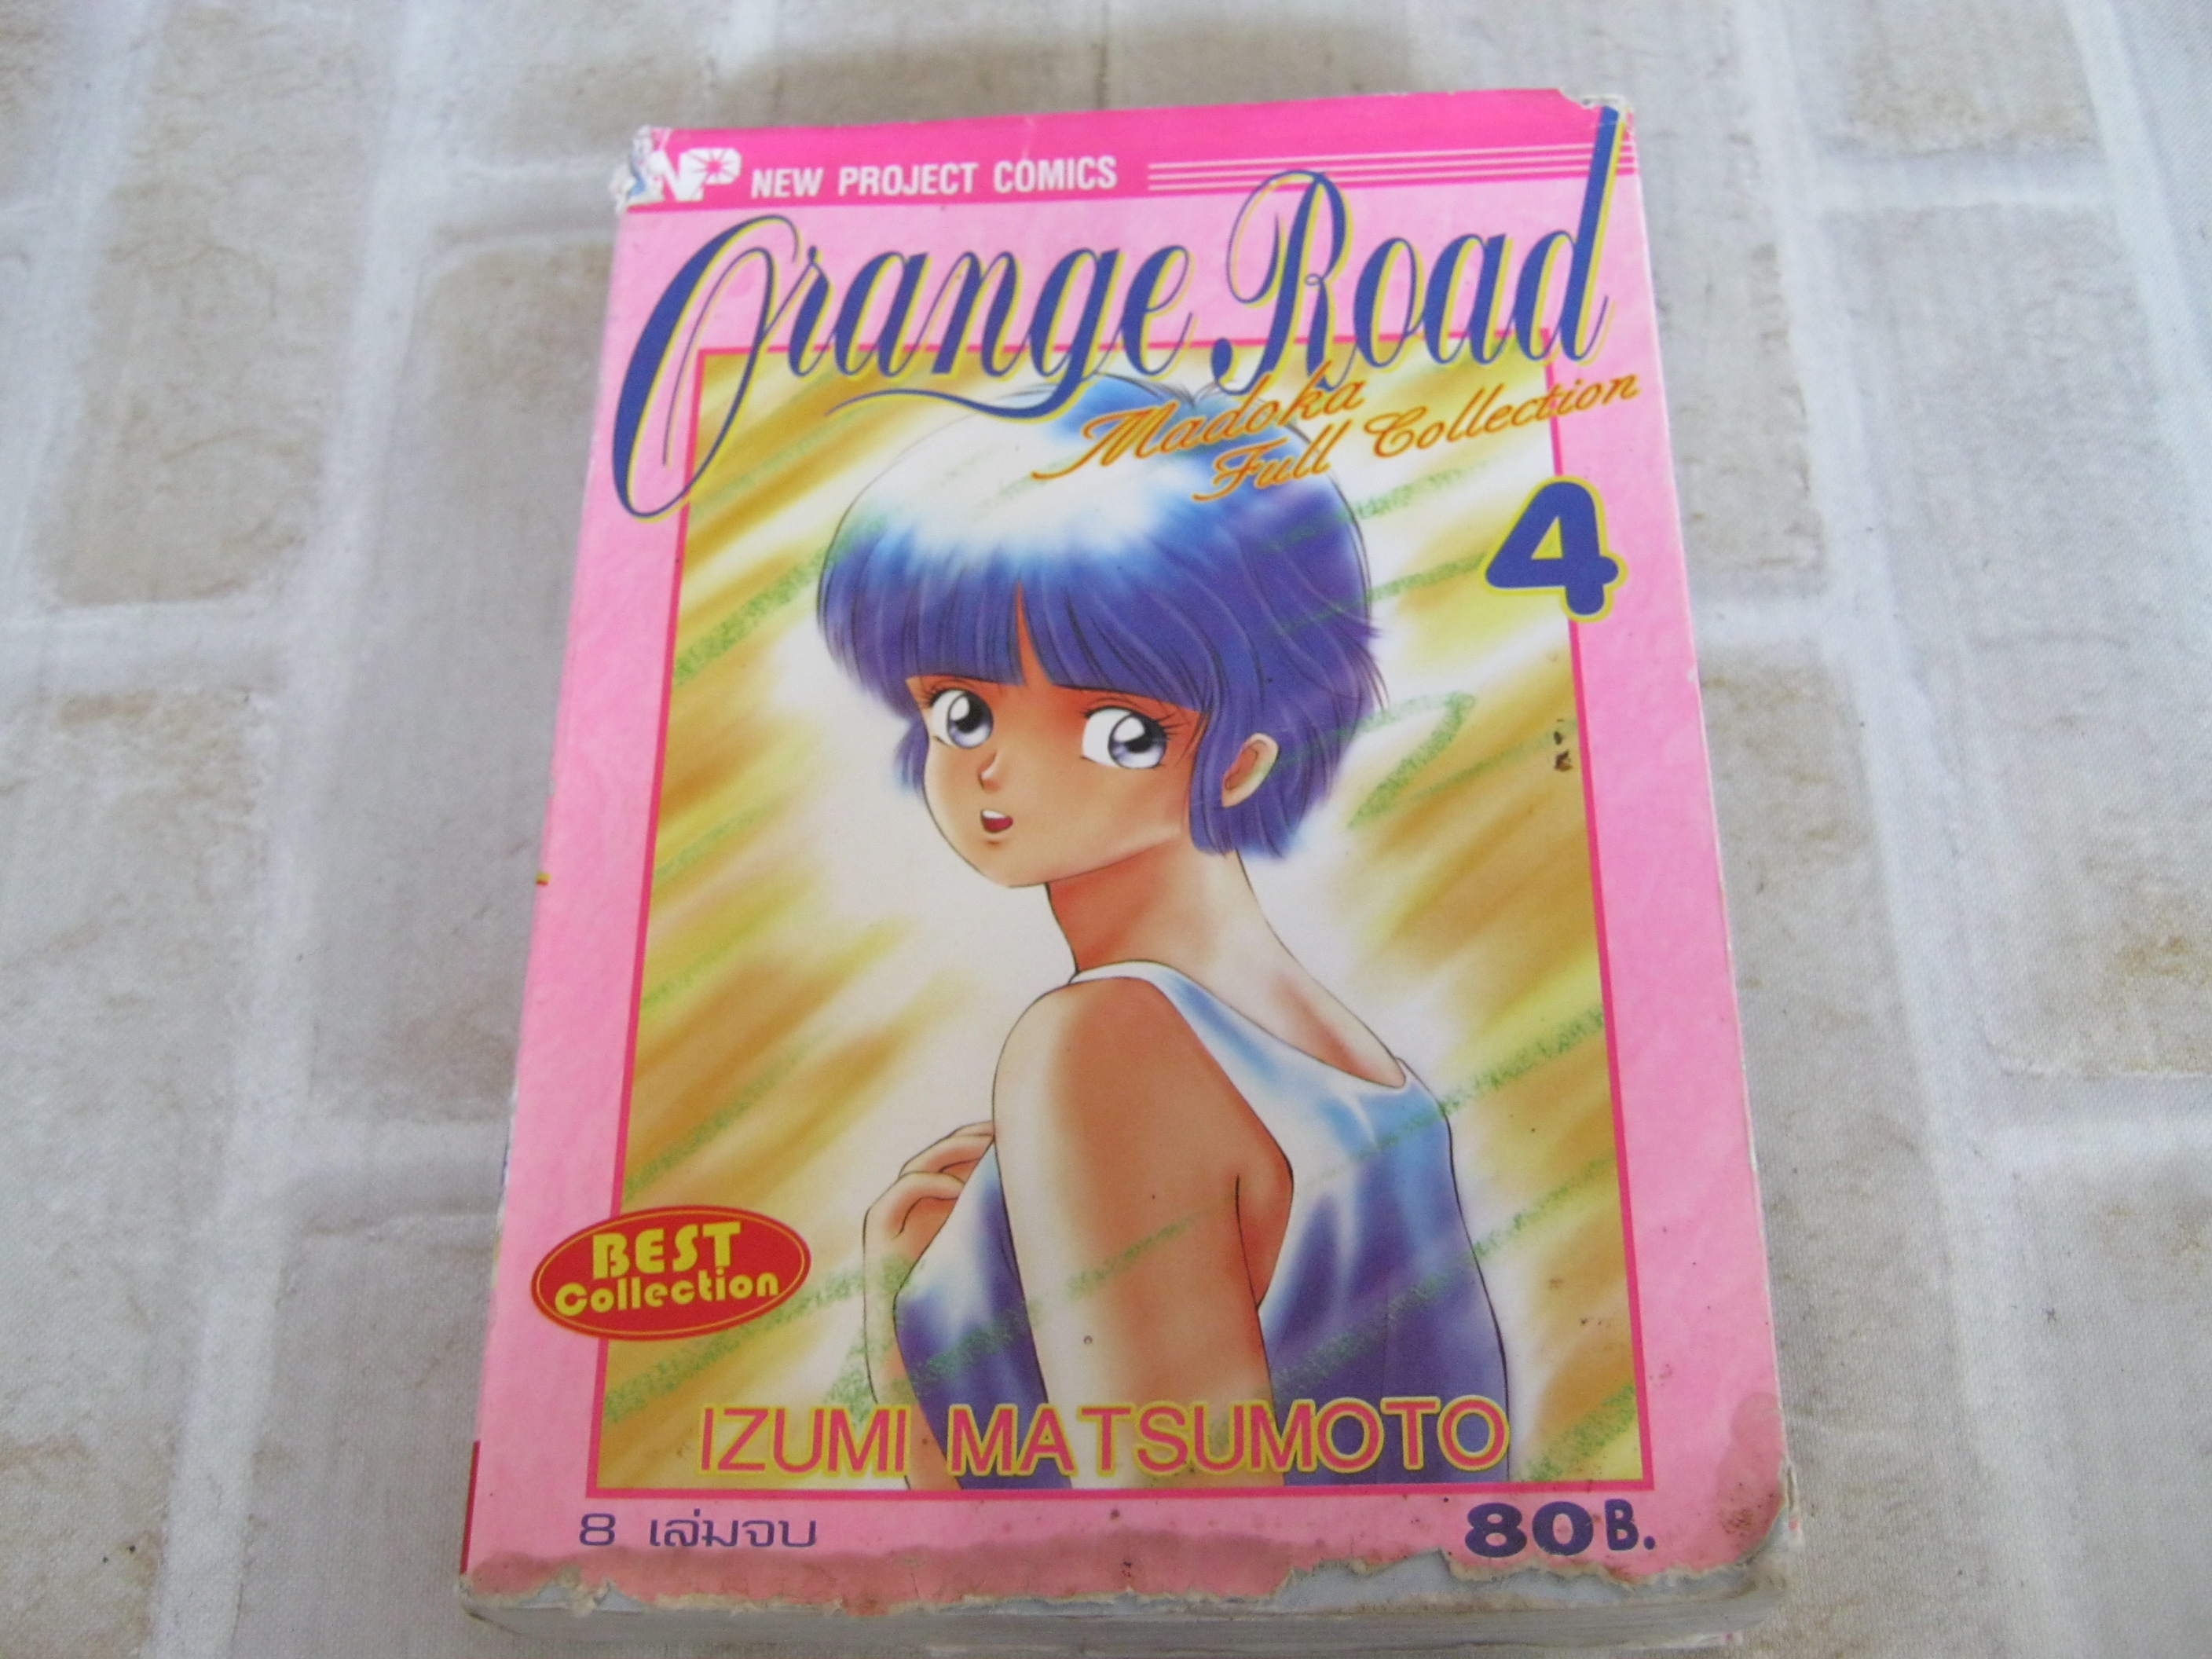 NP NEW PROJECT COMICS
Orange Road
Madoka
Full Collection
4
BEST
Collection
IZUMI MATSUMOTO
8 เล่มจบ
80B.